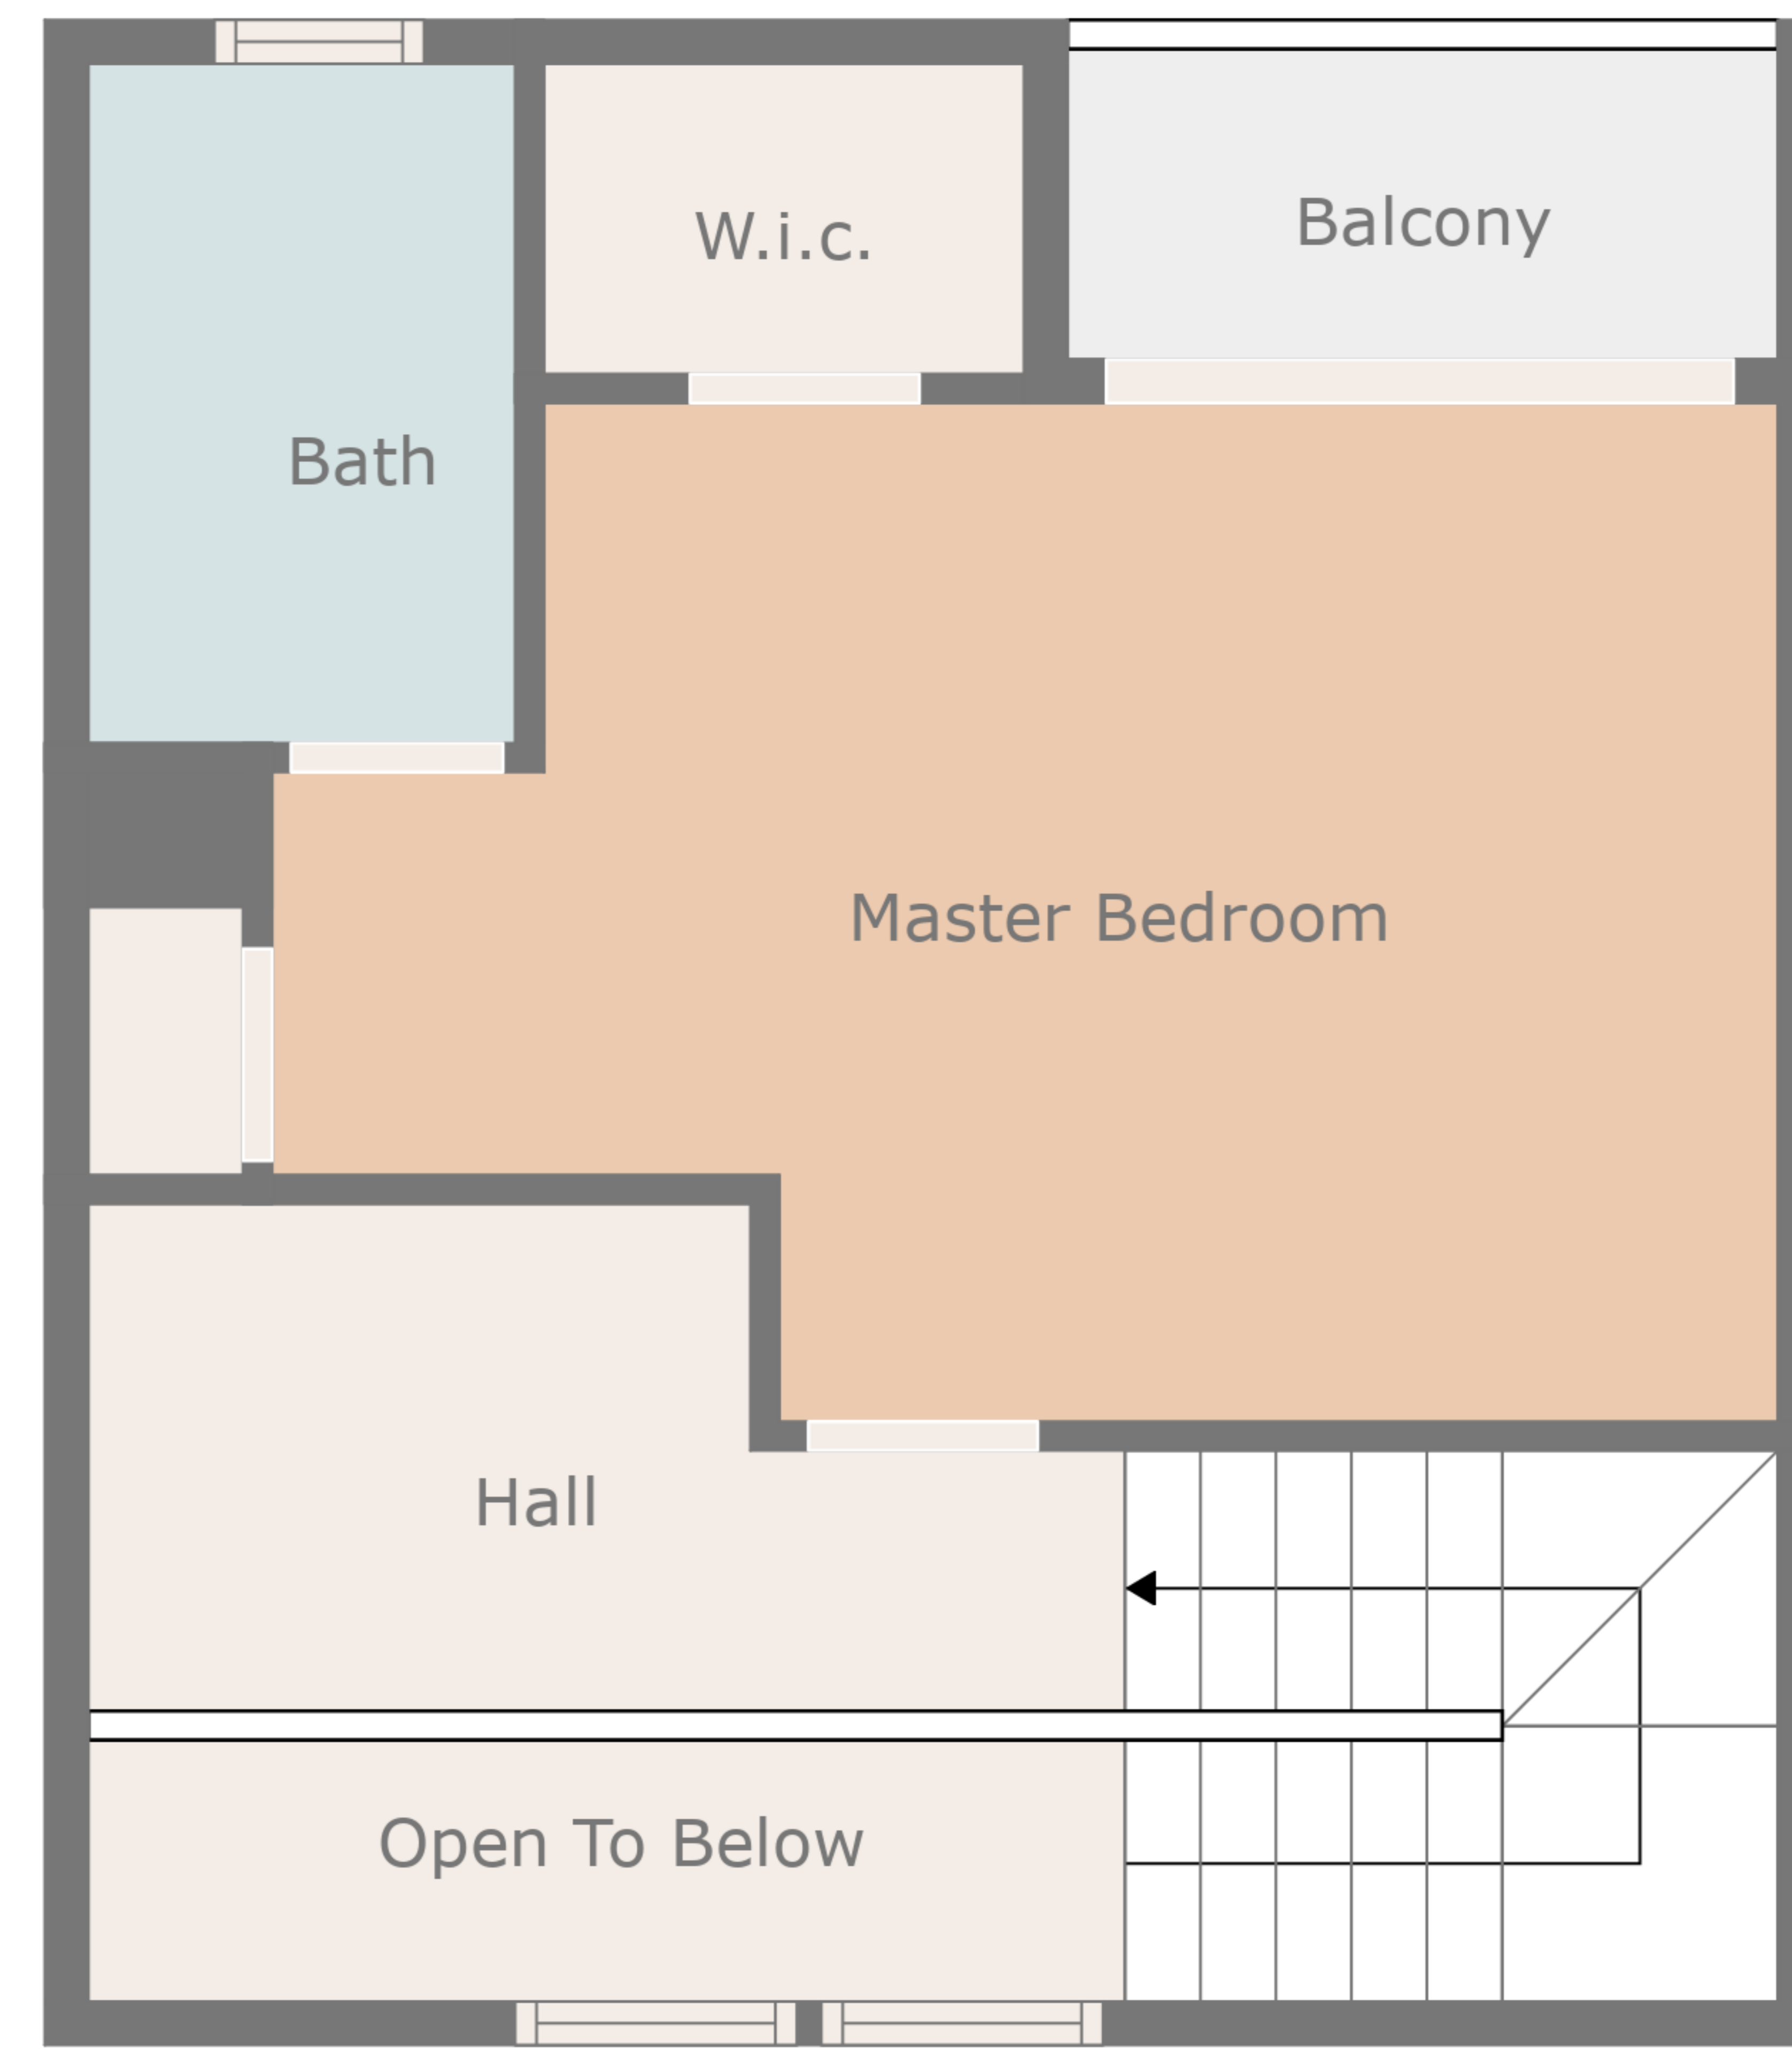 W.i.c.
Balcony
Bath
Master Bedroom
Hall
Open To Below